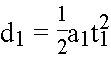 d₁ = ½a₁t₁²